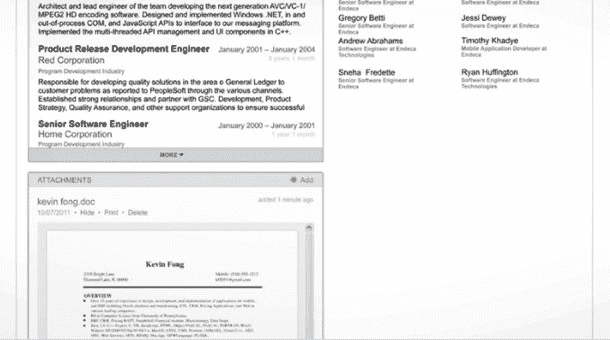 Architect and lead engineer of the team developing the next generation AVC/VC-1/
MPEG2 HD encoding software. Designed and implemented Windows .NET, in and
out-of-process COM, and JavaScript APIs to interface to our messaging platform.
Implemented the multi-threaded API management and UI components in C++.
Product Release Development Engineer January 2001 – January 2004
Red Corporation 3 years, 1 month
Program Development Industry
Responsible for developing quality solutions in the area o General Ledger to
customer problems as reported to PeopleSoft through the various channels.
Established strong relationships and partner with GSC. Development, Product
Strategy, Quality Assurance, and other support organizations to ensure successful
Senior Software Engineer January 2000 – January 2001
Home Corporation 1 year 1 month
Program Development Industry
MORE
ATTACHMENTS Add
kevin fong.doc added 1 minute ago
10/07/2011 • Hide • Print • Delete
Kevin Fong
OVERVIEW
Senior Software Engineer at
Endeca
Gregory Betti
Senior Software Engineer at
Endeca
Andrew Abrahams
Software Engineer at Endeca
Technologies
Sneha Fredette
Senior Software Engineer at
Endeca
Senior Software Engineer at
Endeca
Jessi Dewey
Senior Software Engineer at
Endeca
Timothy Khadye
Mobile Application Developer at
Endeca
Ryan Huffington
Software Engineer at Endeca
Technologies